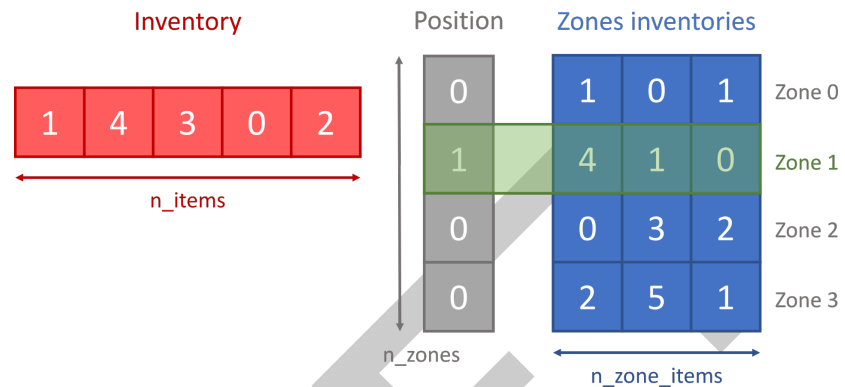 Inventory
Position
Zones inventories
1 4 3 0 2
n_items
0 1 0 1 Zone 0
1 4 1 0 Zone 1
0 0 3 2 Zone 2
0 2 5 1 Zone 3
n_zones
n_zone_items